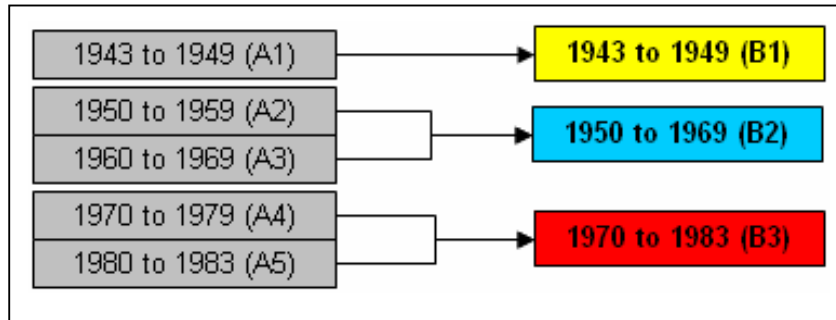 1943 to 1949 (A1)
1943 to 1949 (B1)
1950 to 1959 (A2)
1960 to 1969 (A3)
1950 to 1969 (B2)
1970 to 1979 (A4)
1980 to 1983 (A5)
1970 to 1983 (B3)